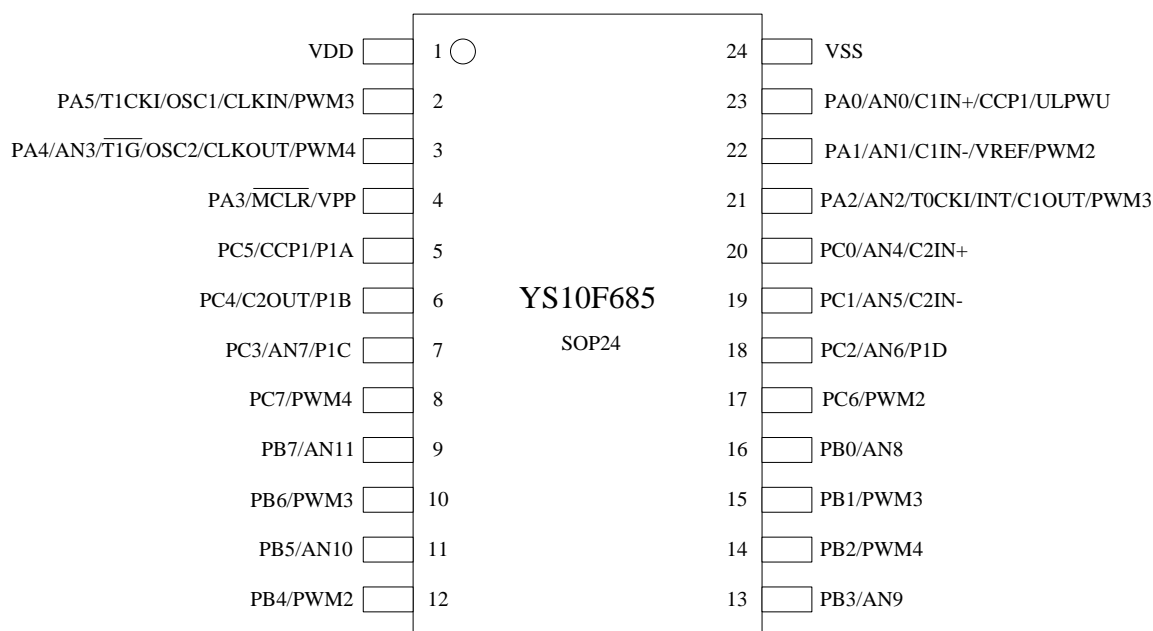 VDD 1 24 VSS
PA5/T1CKI/OSC1/CLKIN/PWM3 2 23 PA0/AN0/C1IN+/CCP1/ULPWU
PA4/AN3/T1G/OSC2/CLKOUT/PWM4 3 22 PA1/AN1/C1IN-/VREF/PWM2
PA3/MCLR/VPP 4 21 PA2/AN2/T0CKI/INT/C1OUT/PWM3
PC5/CCP1/P1A 5 20 PC0/AN4/C2IN+
PC4/C2OUT/P1B 6 YS10F685 19 PC1/AN5/C2IN-
SOP24
PC3/AN7/P1C 7 18 PC2/AN6/P1D
PC7/PWM4 8 17 PC6/PWM2
PB7/AN11 9 16 PB0/AN8
PB6/PWM3 10 15 PB1/PWM3
PB5/AN10 11 14 PB2/PWM4
PB4/PWM2 12 13 PB3/AN9